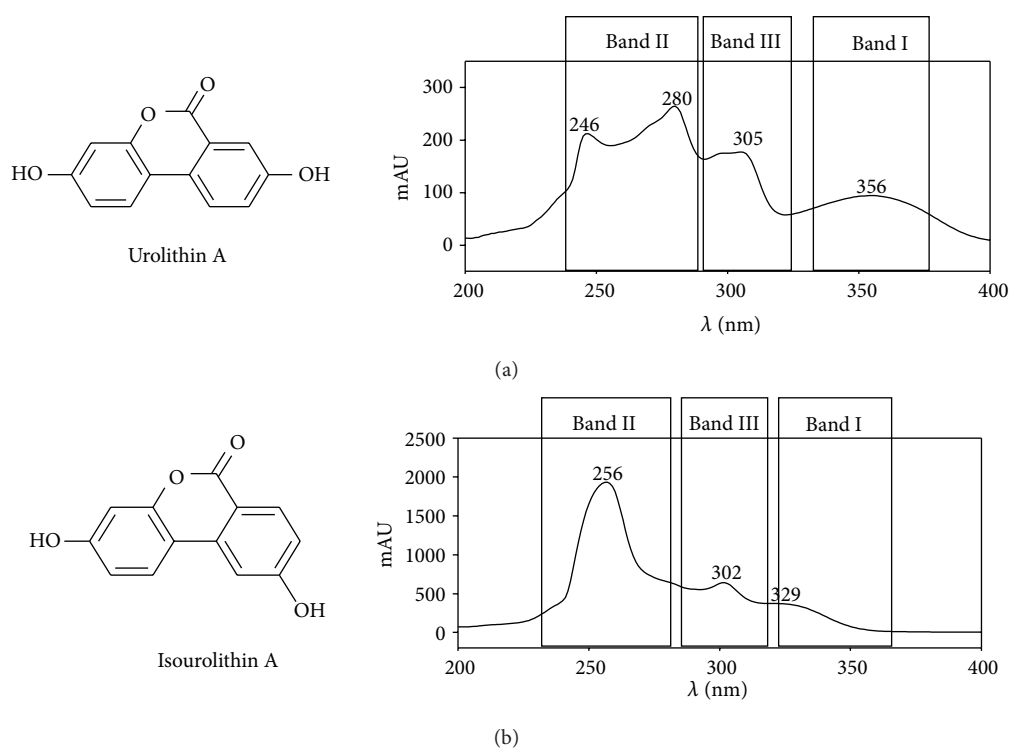 Band II Band III Band I
300
200
100
0
mAU
246
280
305
356
200 250 300 350 400
λ (nm)
O
O
HO
OH
Urolithin A
(a)
Band II Band III Band I
2500
2000
1500
1000
500
0
mAU
256
302
329
200 250 300 350 400
λ (nm)
O
O
HO
OH
Isourolithin A
(b)